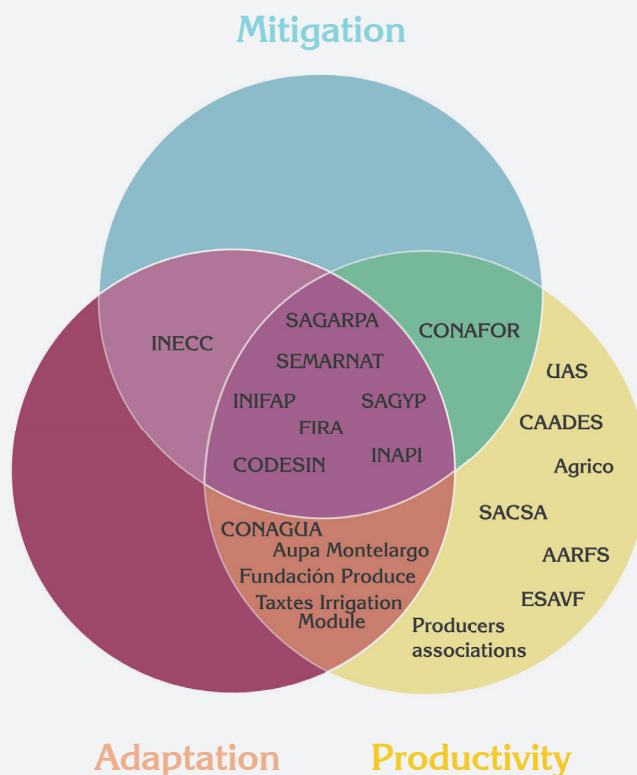 Mitigation
INECC
SAGARPA
CONAFOR
SEMARNAT
UAS
INIFAP
SAGYP
FIRA
CAADES
CODESIN
INAPI
Agrico
SACSA
CONAGUA
Aupa Montelargo
AARFS
Fundación Produce
ESAVF
Taxtes Irrigation
Module
Producers
associations
Adaptation
Productivity